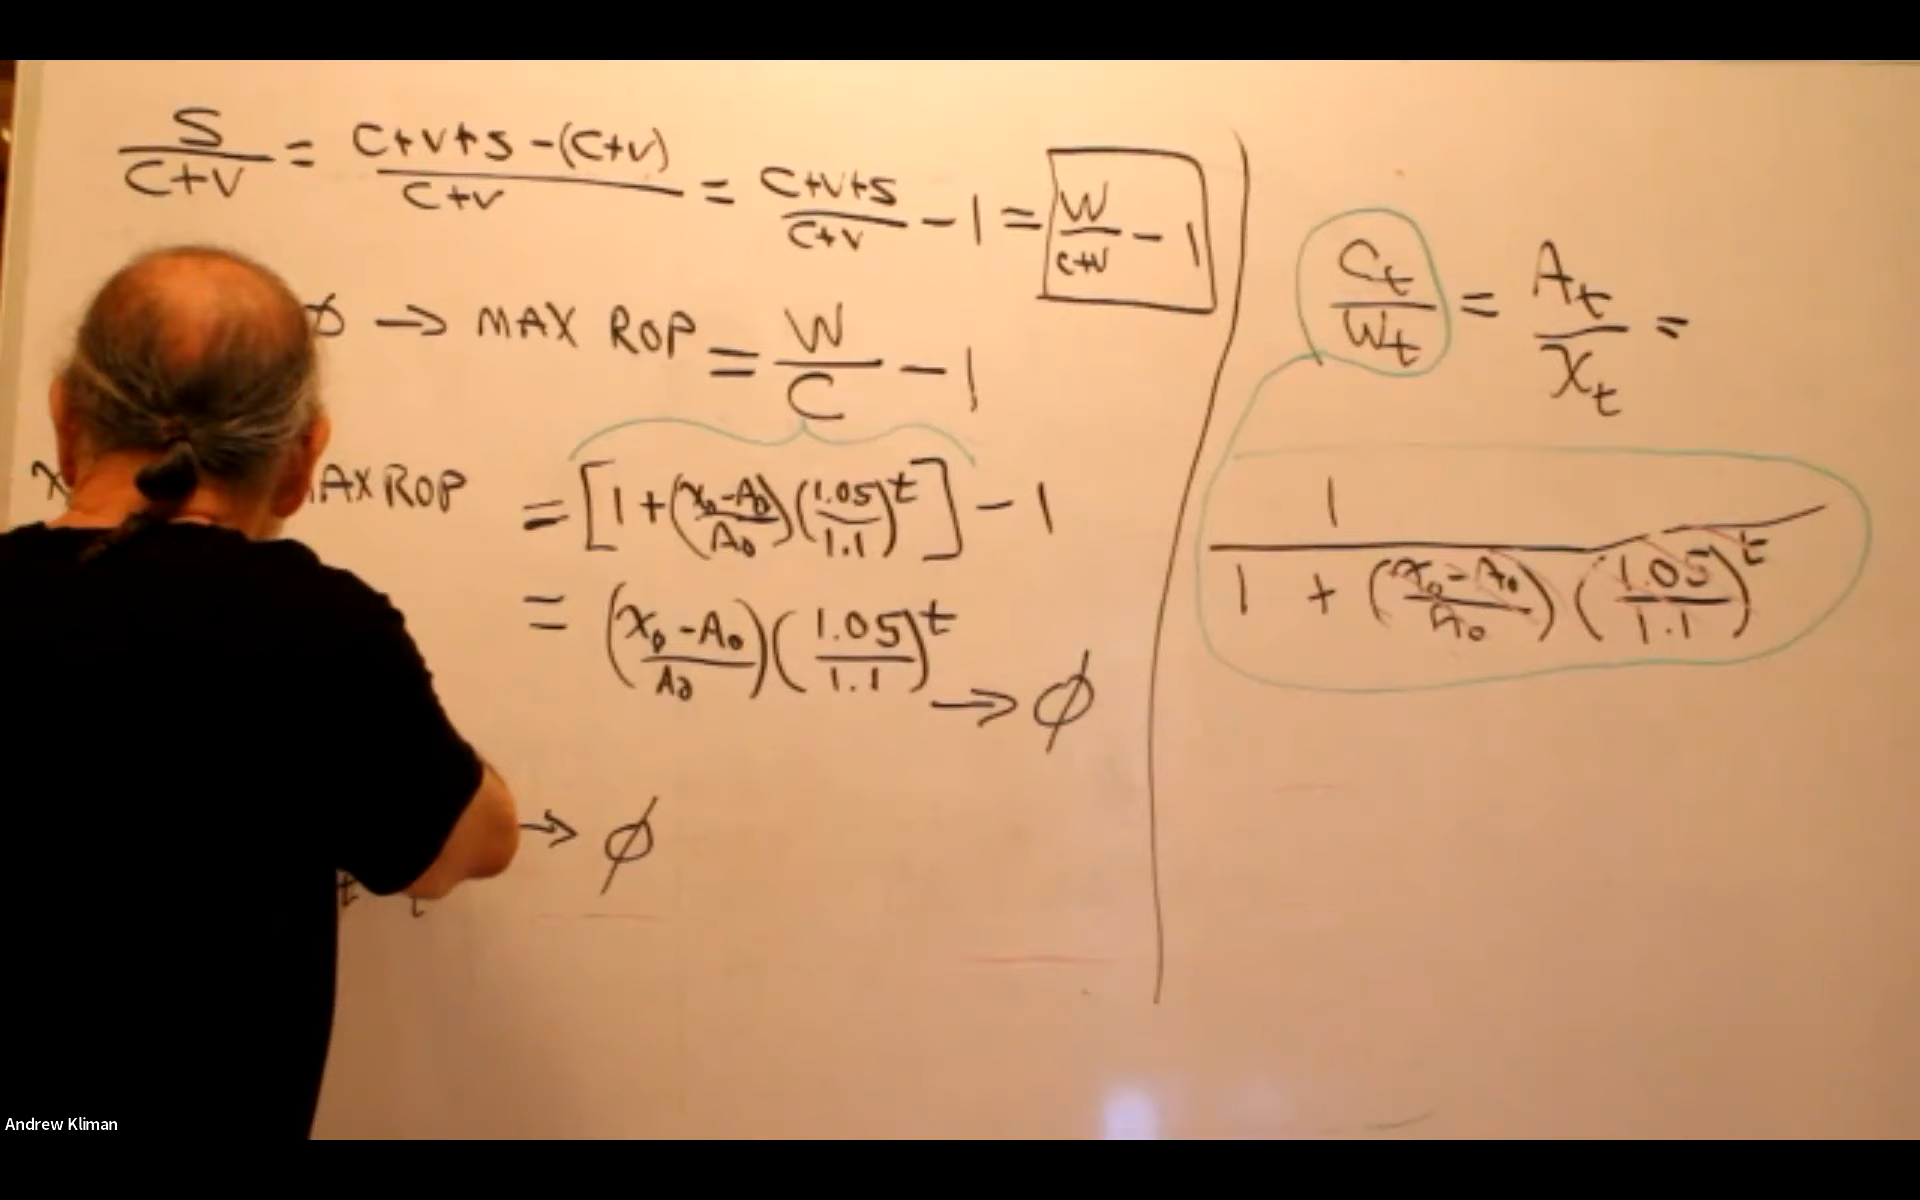 S/(C+V) = (C+V+S-(C+V))/(C+V) = (C+V+S)/(C+V) - 1 = W/(C+V) - 1
∅ → MAX ROP = W/C - 1
AX ROP = [1+((X₀-A₀)/A₀)(1.05/1.1)^t] - 1
= ((X₀-A₀)/A₀)(1.05/1.1)^t → ∅
→ ∅
t t
C_t/W_t = A_t/X_t =
1/(1 + ((X₀-A₀)/A₀)(1.05/1.1)^t)
Andrew Kliman